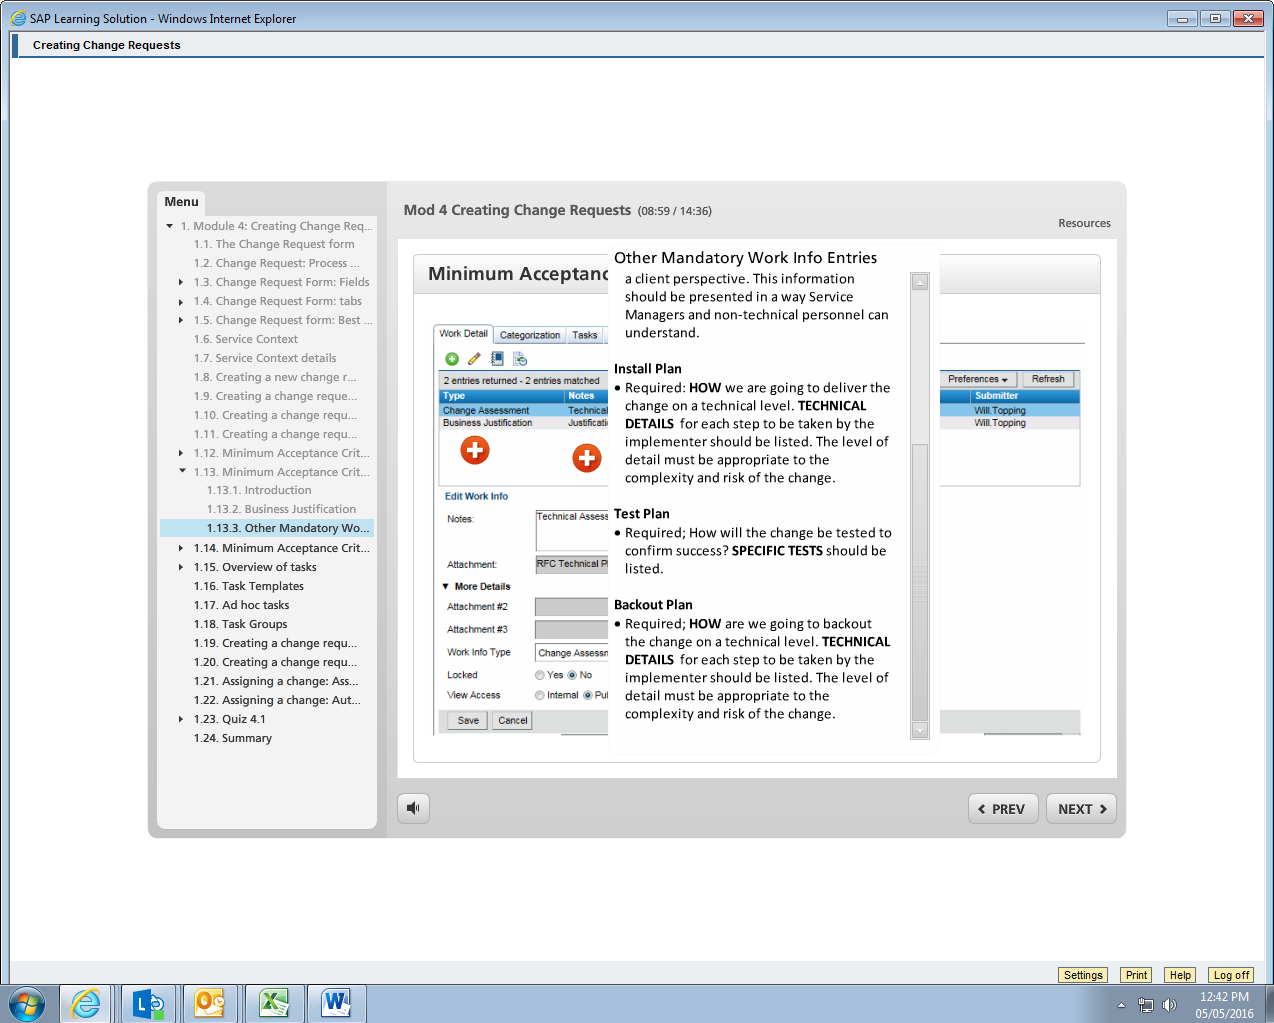 SAP Learning Solution - Windows Internet Explorer
Creating Change Requests
Menu
1. Module 4: Creating Change Req...
1.1. The Change Request form
1.2. Change Request: Process ...
1.3. Change Request Form: Fields
1.4. Change Request Form: tabs
1.5. Change Request form: Best ...
1.6. Service Context
1.7. Service Context details
1.8. Creating a new change r...
1.9. Creating a change reque...
1.10. Creating a change requ...
1.11. Creating a change requ...
1.12. Minimum Acceptance Crit...
1.13. Minimum Acceptance Crit...
1.13.1. Introduction
1.13.2. Business Justification
1.13.3. Other Mandatory Wo...
1.14. Minimum Acceptance Crit...
1.15. Overview of tasks
1.16. Task Templates
1.17. Ad hoc tasks
1.18. Task Groups
1.19. Creating a change requ...
1.20. Creating a change requ...
1.21. Assigning a change: Ass...
1.22. Assigning a change: Aut...
1.23. Quiz 4.1
1.24. Summary
Mod 4 Creating Change Requests (08:59 / 14:36)
Resources
Minimum Acceptanc
Work Detail Categorization Tasks
2 entries returned - 2 entries matched
Preferences Refresh
Type Notes Submitter
Change Assessment Technical Will.Topping
Business Justification Justificati Will.Topping
Edit Work Info
Notes: Technical Assess
Attachment: RFC Technical P
More Details
Attachment #2
Attachment #3
Work Info Type Change Assessm
Locked Yes No
View Access Internal Pul
Save Cancel
Other Mandatory Work Info Entries
a client perspective. This information
should be presented in a way Service
Managers and non-technical personnel can
understand.
Install Plan
• Required: HOW we are going to deliver the
change on a technical level. TECHNICAL
DETAILS for each step to be taken by the
implementer should be listed. The level of
detail must be appropriate to the
complexity and risk of the change.
Test Plan
• Required; How will the change be tested to
confirm success? SPECIFIC TESTS should be
listed.
Backout Plan
• Required; HOW are we going to backout
the change on a technical level. TECHNICAL
DETAILS for each step to be taken by the
implementer should be listed. The level of
detail must be appropriate to the
complexity and risk of the change.
PREV NEXT
Settings Print Help Log off
12:42 PM
05/05/2016